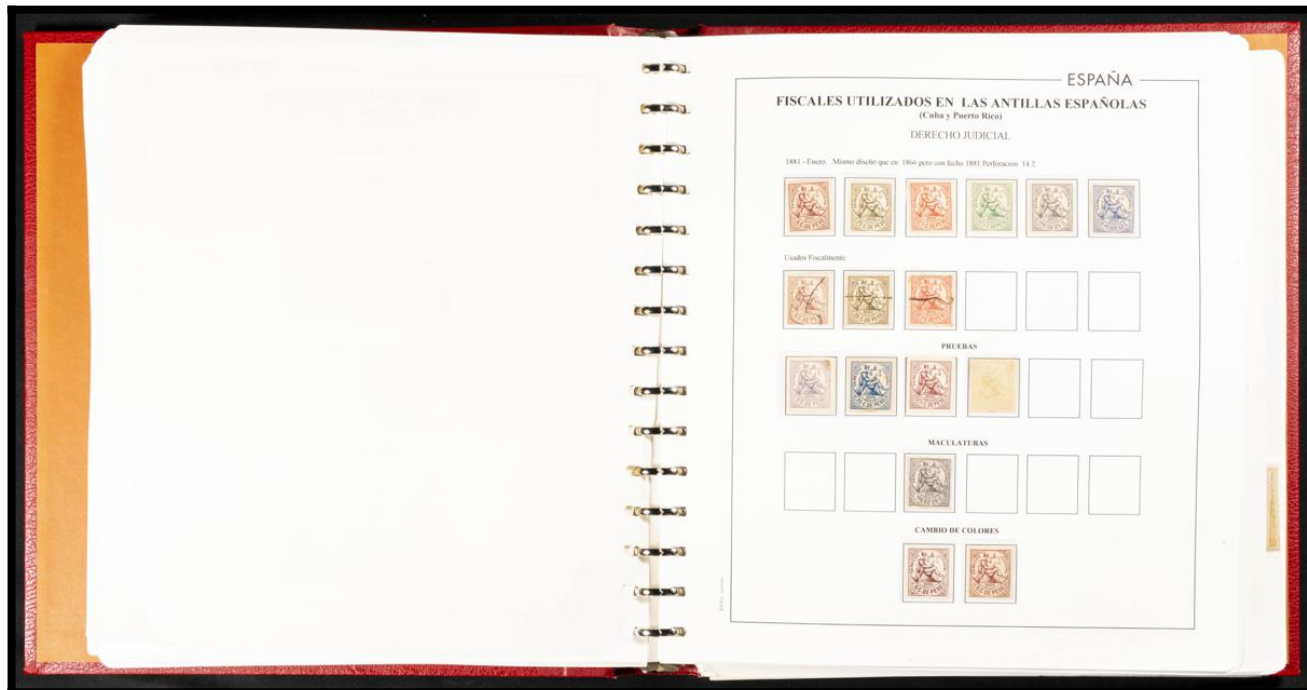 ESPAÑA
FISCALES UTILIZADOS EN LAS ANTILLAS ESPAÑOLAS
(Cuba y Puerto Rico)
DERECHO JUDICIAL
1881 - Enero. Mismo diseño que en 1866 pero con fecha 1881 Perforación 14.2
Usados Fiscalmente
PRUEBAS
MACULATURAS
CAMBIO DE COLORES